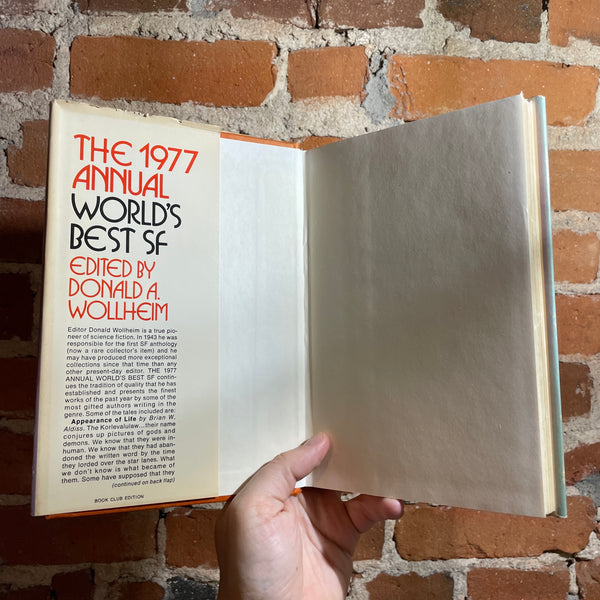 THE 1977
ANNUAL
WORLD'S
BEST SF
EDITED BY
DONALD A.
WOLLHEIM
Editor Donald Wollheim is a true pio-
neer of science fiction. In 1943 he was
responsible for the first SF anthology
(now a rare collector's item) and he
may have produced more exceptional
collections since that time than any
other present-day editor. THE 1977
ANNUAL WORLD'S BEST SF contin-
ues the tradition of quality that he has
established and presents the finest
works of the past year by some of the
most gifted authors writing in the
genre. Some of the tales included are:
Appearance of Life by Brian W.
Aldiss. The Korlevalulaw...their name
conjures up pictures of gods and
demons. We know that they were in-
human. We know that they had aban-
doned the written word by the time
they lorded over the star lanes. What
we don't know is what became of
them. Some have supposed that they
(continued on back flap)
BOOK CLUB EDITION